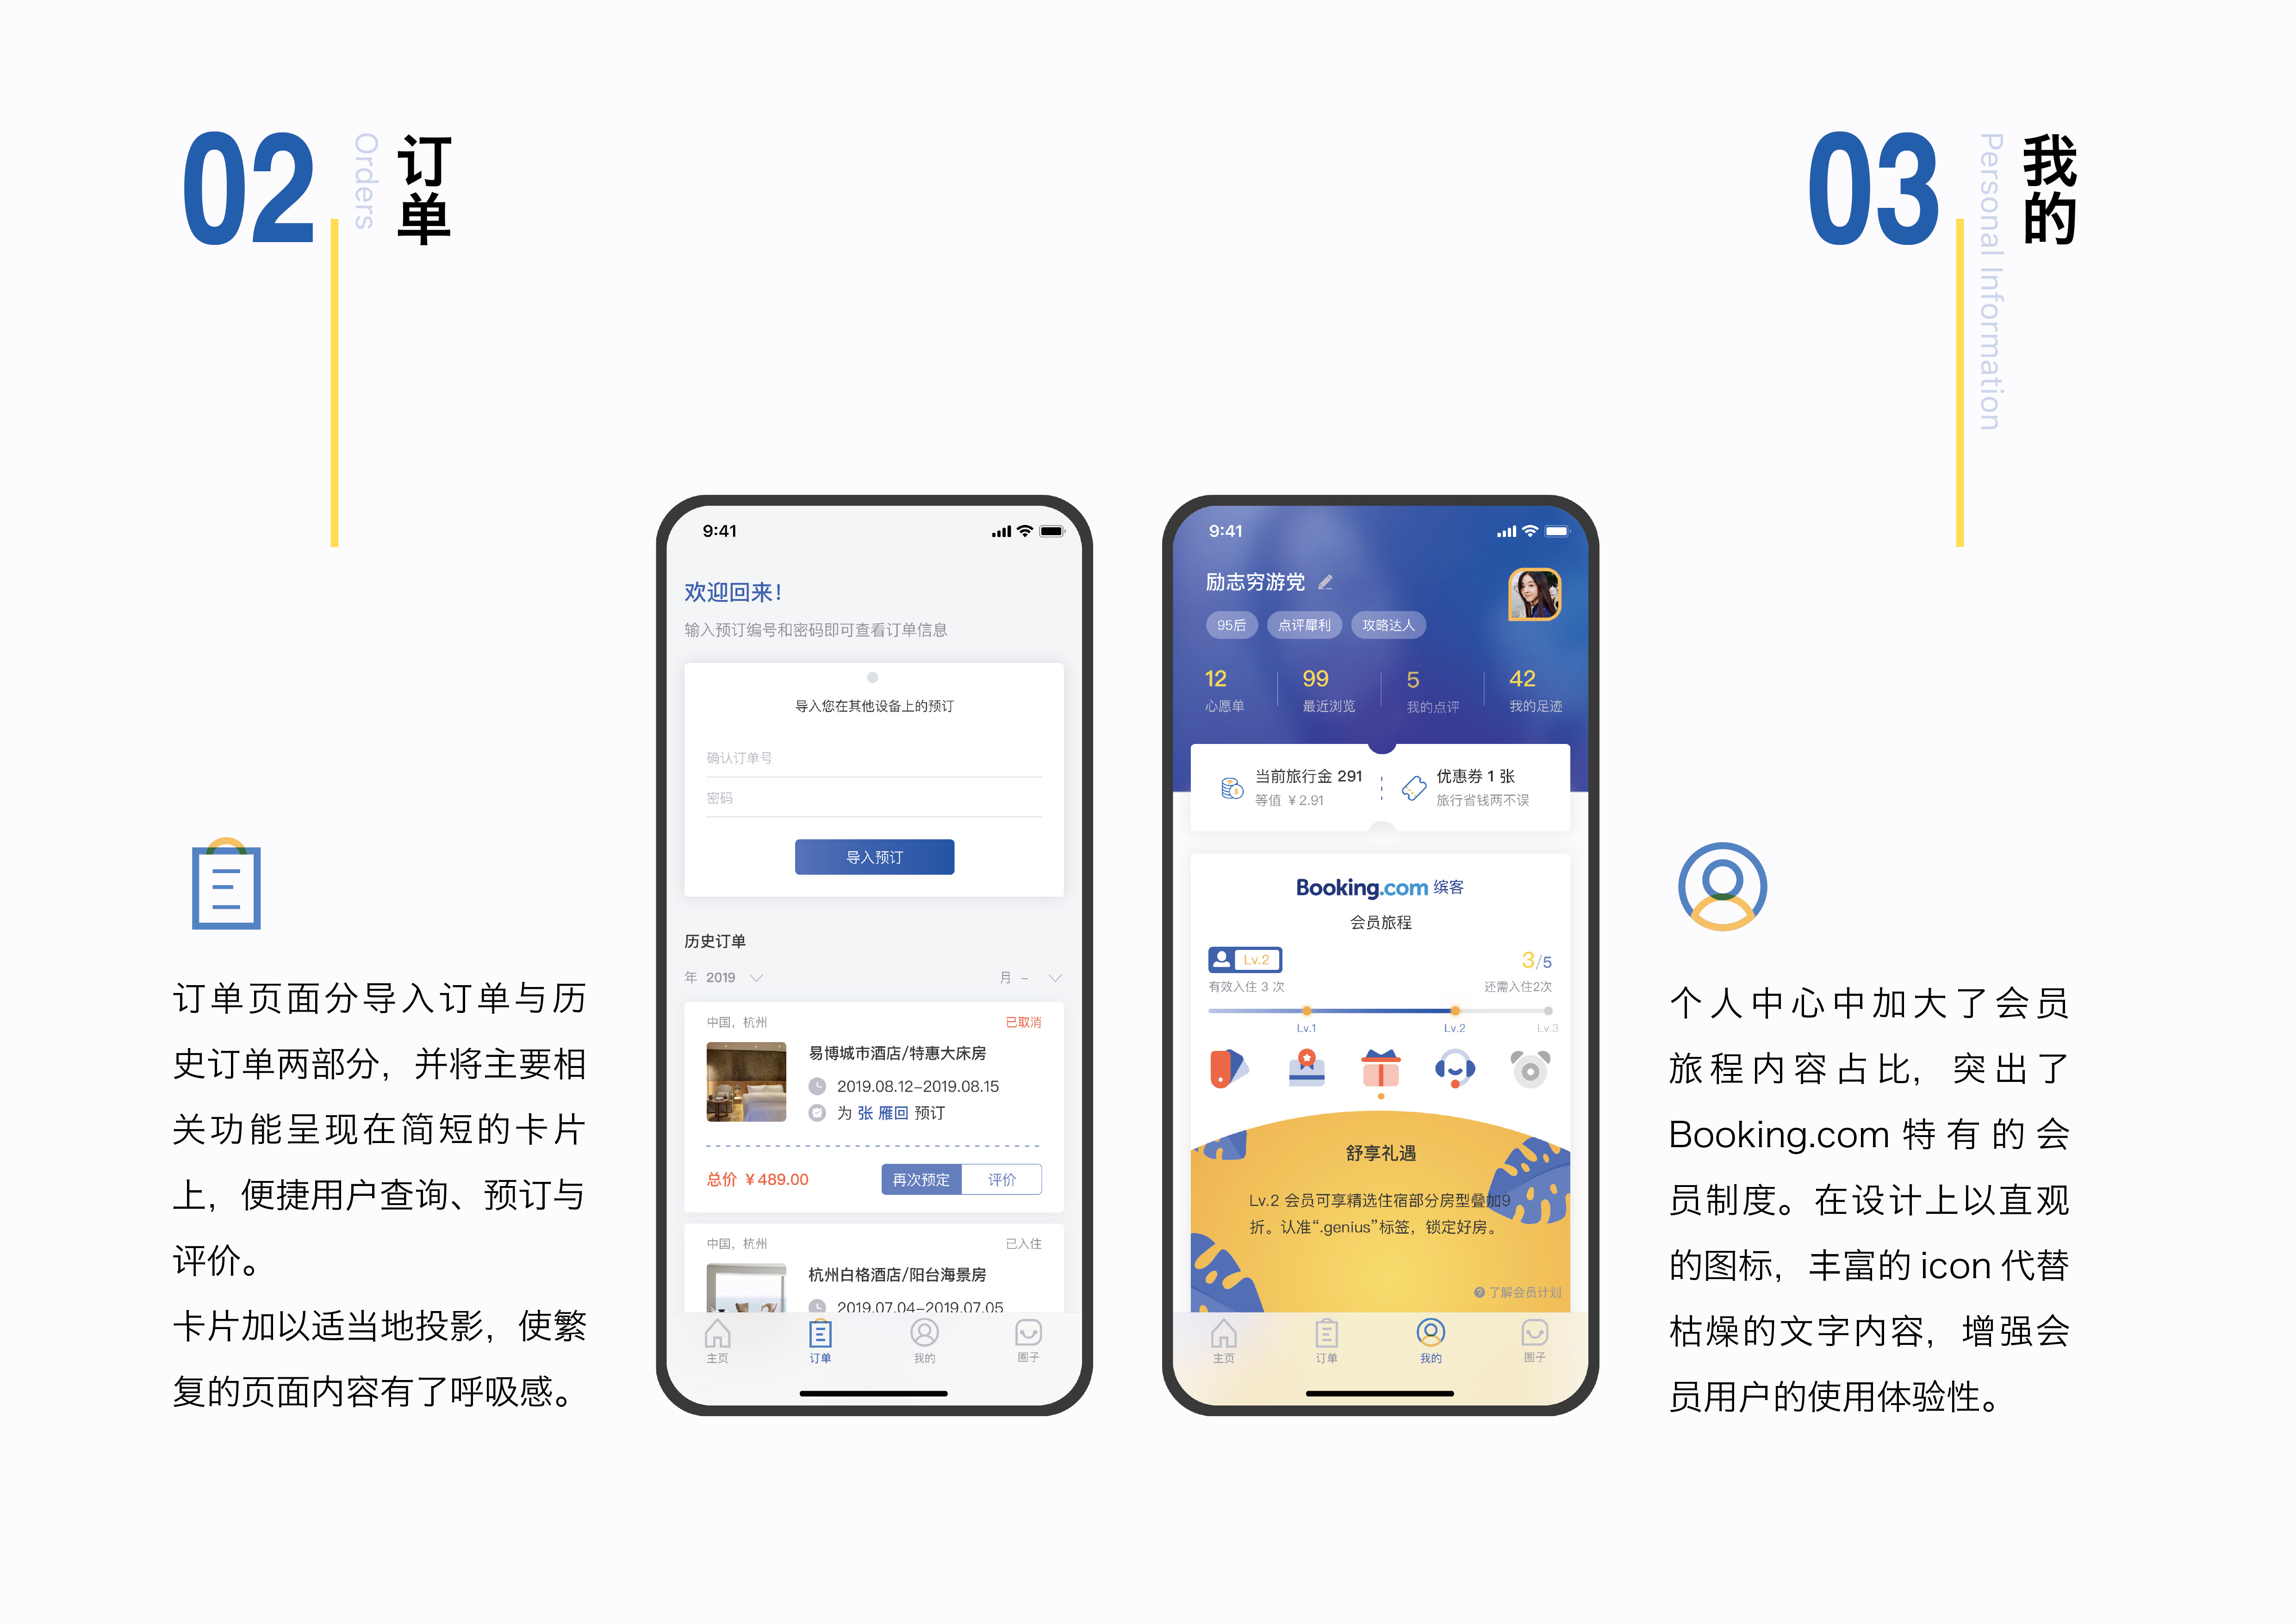 02
Orders
订单
03
Personal Information
我的
9:41
欢迎回来！
输入预订编号和密码即可查看订单信息
导入您在其他设备上的预订
确认订单号
密码
导入预订
历史订单
年 2019
月 –
中国，杭州
已取消
易博城市酒店/特惠大床房
2019.08.12–2019.08.15
为 张 雁回 预订
总价 ￥489.00
再次预定
评价
中国，杭州
已入住
杭州白格酒店/阳台海景房
2019.07.04–2019.07.05
主页
订单
我的
圈子
9:41
励志穷游党
95后
点评犀利
攻略达人
12
99
5
42
心愿单
最近浏览
我的点评
我的足迹
当前旅行金 291
等值 ￥2.91
优惠券 1 张
旅行省钱两不误
Booking.com 缤客
会员旅程
Lv.2
3/5
有效入住 3 次
还需入住2次
Lv.1
Lv.2
Lv.3
舒享礼遇
Lv.2 会员可享精选住宿部分房型叠加9
折。认准“.genius”标签，锁定好房。
了解会员计划
主页
订单
我的
圈子
订单页面分导入订单与历
史订单两部分，并将主要相
关功能呈现在简短的卡片
上，便捷用户查询、预订与
评价。
卡片加以适当地投影，使繁
复的页面内容有了呼吸感。
个人中心中加大了会员
旅程内容占比，突出了
Booking.com 特有的会
员制度。在设计上以直观
的图标，丰富的 icon 代替
枯燥的文字内容，增强会
员用户的使用体验性。